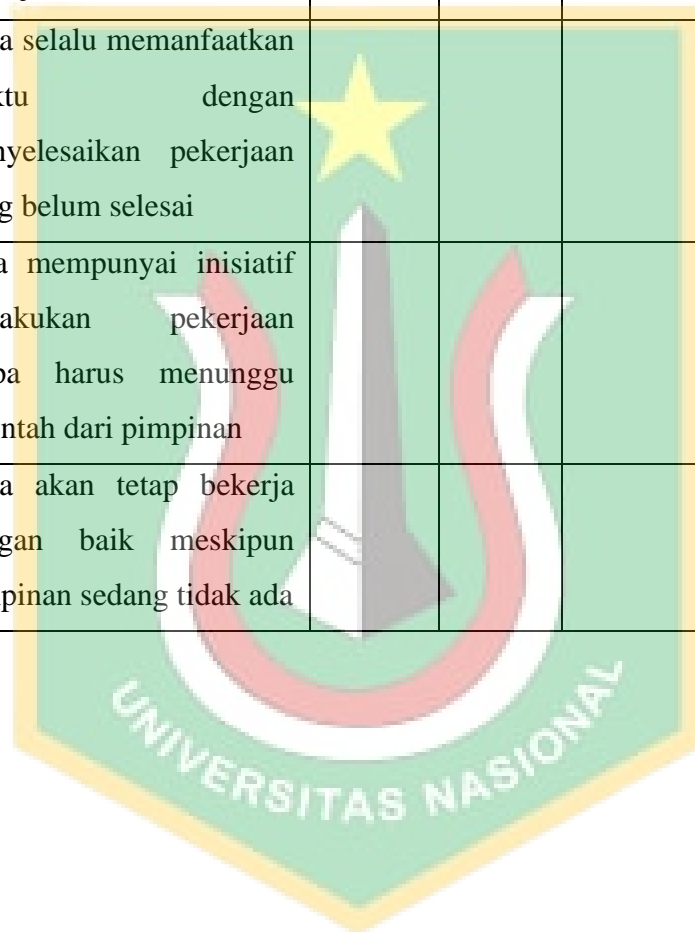 a selalu memanfaatkan
ktu dengan
nyelesaikan pekerjaan
g belum selesai
a mempunyai inisiatif
akukan pekerjaan
pa harus menunggu
ntah dari pimpinan
a akan tetap bekerja
gan baik meskipun
pinan sedang tidak ada
UNIVERSITAS NASIONAL